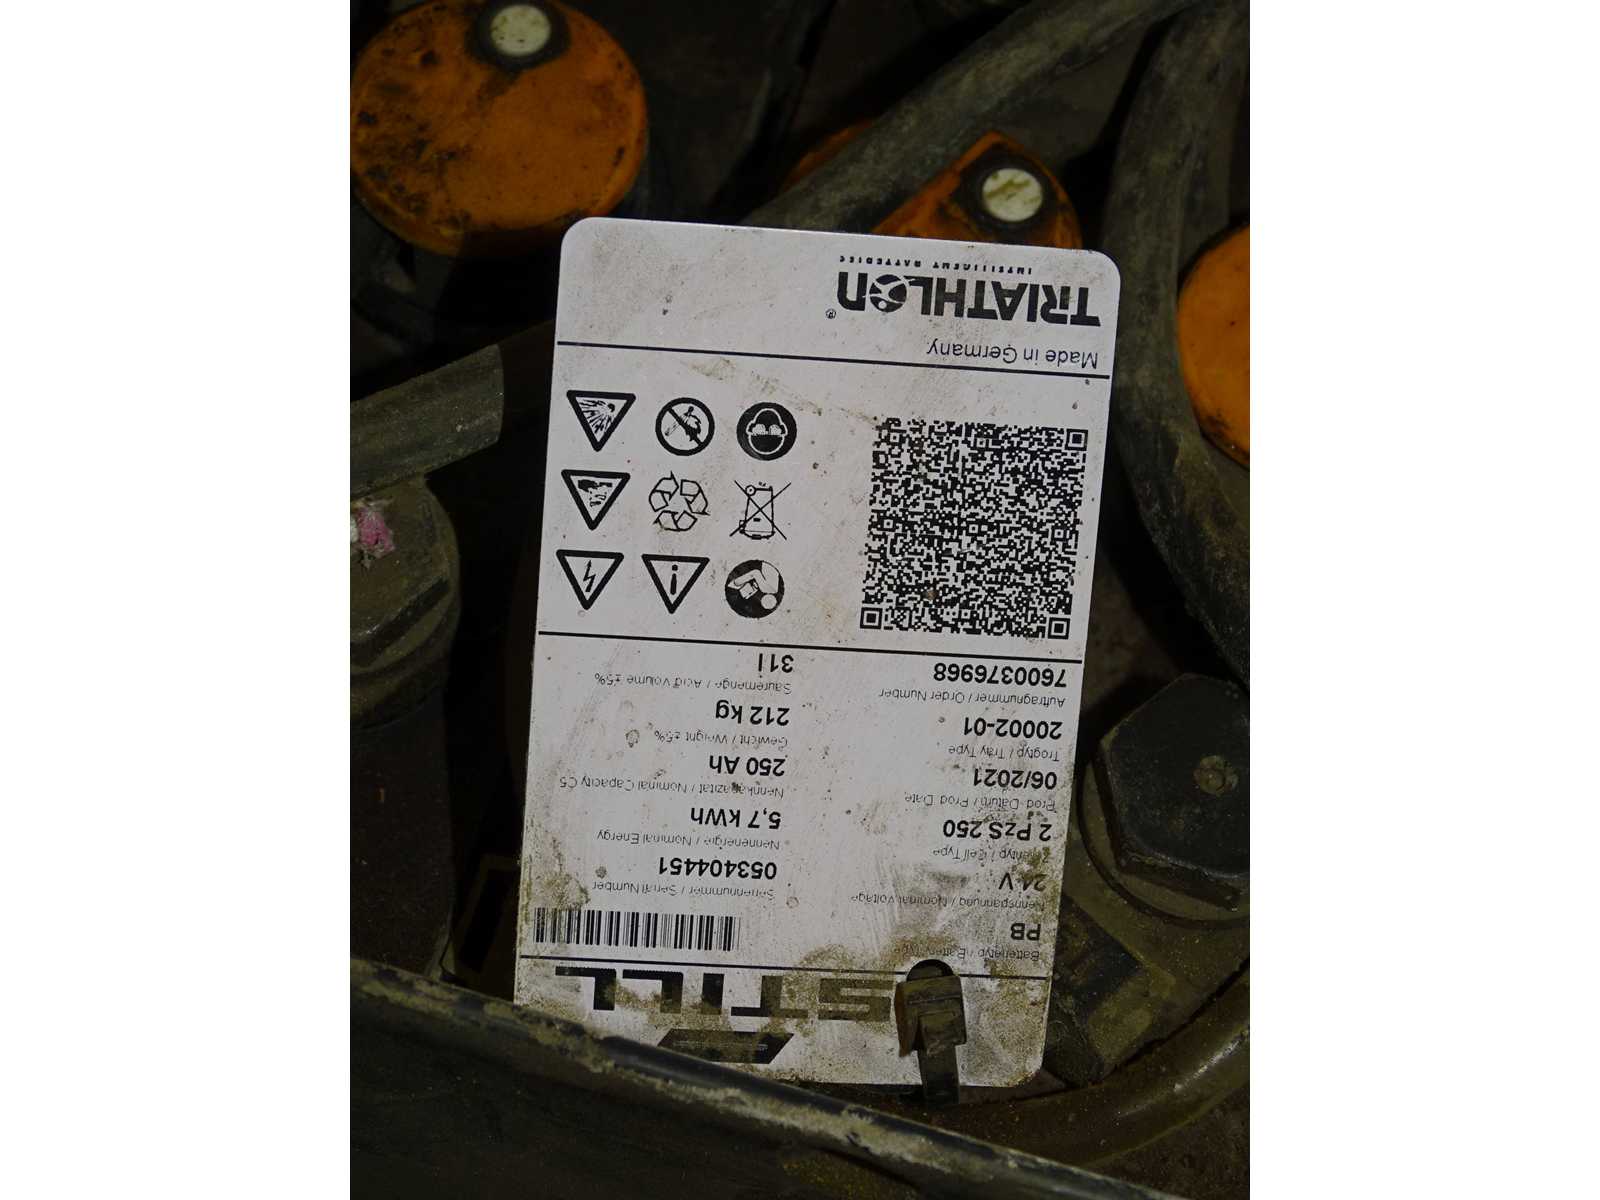 STILL
Batterietyp / Battery Type
PB
Nennspannung / Nominal Voltage
24 V
Zellentyp / Cell Type
2 PzS 250
Prod. Datum / Prod. Date
06/2021
Trogtyp / Tray Type
20002-01
Auftragnummer / Order Number
7600376968
Seriennummer / Serial Number
053404451
Nennenergie / Nominal Energy
5,7 kWh
Nennkapazität / Nominal Capacity C5
250 Ah
Gewicht / Weight ±5%
212 kg
Säuremenge / Acid Volume ±5%
31 l
Made in Germany
TRIATHLON®
INTELLIGENT BATTERIES